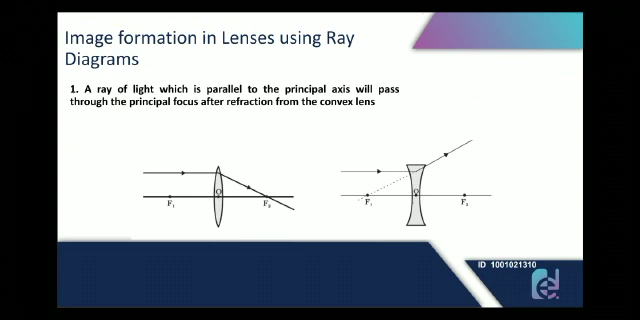 Image formation in Lenses using Ray
Diagrams
1. A ray of light which is parallel to the principal axis will pass
through the principal focus after refraction from the convex lens
O
F₁
F₂
O
F₁
F₂
ID 1001021310